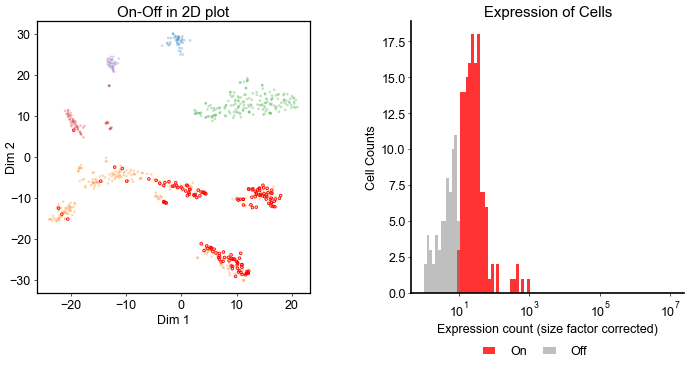 On-Off in 2D plot
30
20
10
0
−10
−20
−30
Dim 2
−20 −10 0 10 20
Dim 1
Expression of Cells
17.5
15.0
12.5
10.0
7.5
5.0
2.5
0.0
Cell Counts
10^1 10^3 10^5 10^7
Expression count (size factor corrected)
On Off